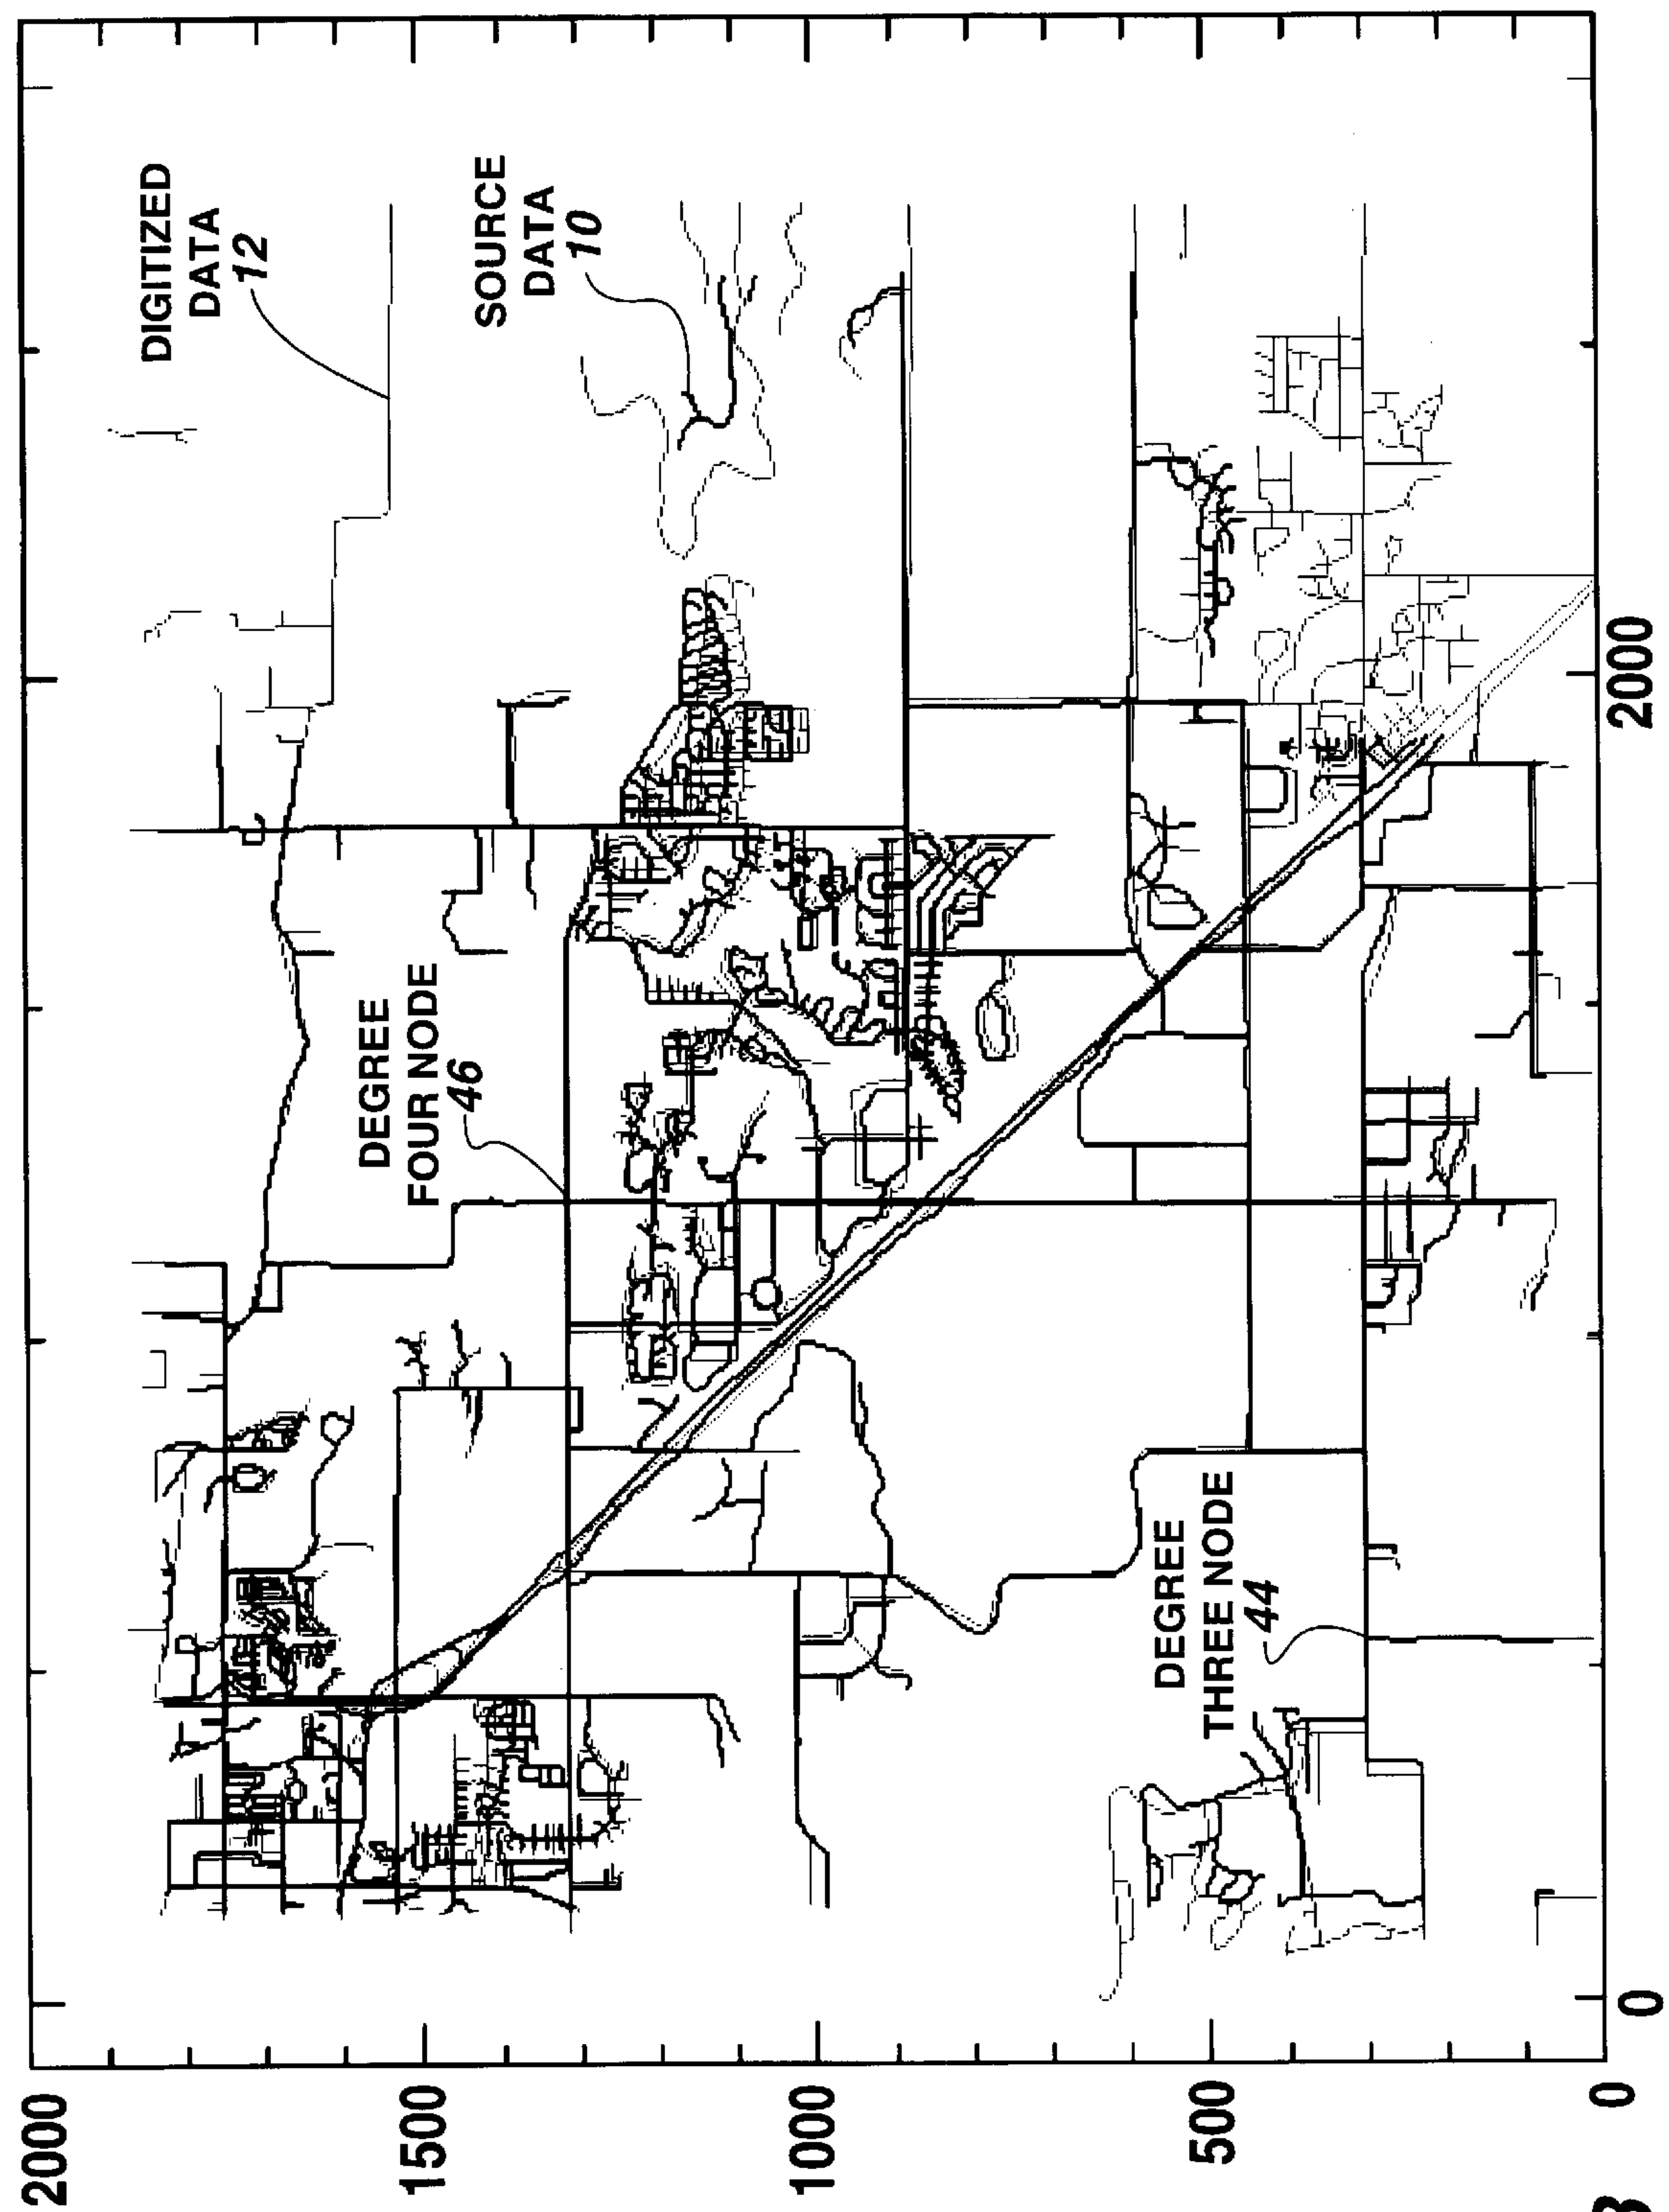 DIGITIZED
DATA
12
SOURCE
DATA
10
DEGREE
FOUR NODE
46
DEGREE
THREE NODE
44
2000
1500
1000
500
0
0
2000